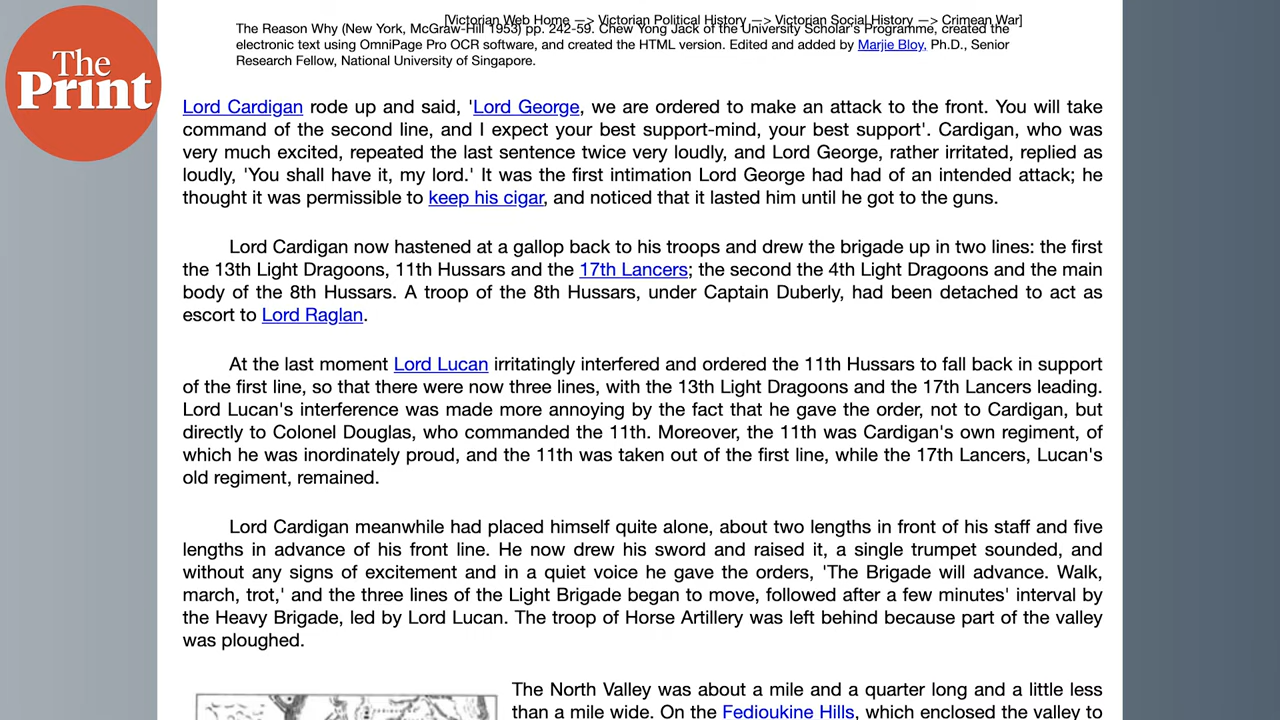 The
Print
[Victorian Web Home —> Victorian Political History —> Victorian Social History —> Crimean War]
The Reason Why (New York, McGraw-Hill 1953) pp. 242-59. Chew Yong Jack of the University Scholar's Programme, created the
electronic text using OmniPage Pro OCR software, and created the HTML version. Edited and added by Marjie Bloy, Ph.D., Senior
Research Fellow, National University of Singapore.
Lord Cardigan rode up and said, 'Lord George, we are ordered to make an attack to the front. You will take
command of the second line, and I expect your best support-mind, your best support'. Cardigan, who was
very much excited, repeated the last sentence twice very loudly, and Lord George, rather irritated, replied as
loudly, 'You shall have it, my lord.' It was the first intimation Lord George had had of an intended attack; he
thought it was permissible to keep his cigar, and noticed that it lasted him until he got to the guns.
Lord Cardigan now hastened at a gallop back to his troops and drew the brigade up in two lines: the first
the 13th Light Dragoons, 11th Hussars and the 17th Lancers; the second the 4th Light Dragoons and the main
body of the 8th Hussars. A troop of the 8th Hussars, under Captain Duberly, had been detached to act as
escort to Lord Raglan.
At the last moment Lord Lucan irritatingly interfered and ordered the 11th Hussars to fall back in support
of the first line, so that there were now three lines, with the 13th Light Dragoons and the 17th Lancers leading.
Lord Lucan's interference was made more annoying by the fact that he gave the order, not to Cardigan, but
directly to Colonel Douglas, who commanded the 11th. Moreover, the 11th was Cardigan's own regiment, of
which he was inordinately proud, and the 11th was taken out of the first line, while the 17th Lancers, Lucan's
old regiment, remained.
Lord Cardigan meanwhile had placed himself quite alone, about two lengths in front of his staff and five
lengths in advance of his front line. He now drew his sword and raised it, a single trumpet sounded, and
without any signs of excitement and in a quiet voice he gave the orders, 'The Brigade will advance. Walk,
march, trot,' and the three lines of the Light Brigade began to move, followed after a few minutes' interval by
the Heavy Brigade, led by Lord Lucan. The troop of Horse Artillery was left behind because part of the valley
was ploughed.
The North Valley was about a mile and a quarter long and a little less
than a mile wide. On the Fedioukine Hills, which enclosed the valley to